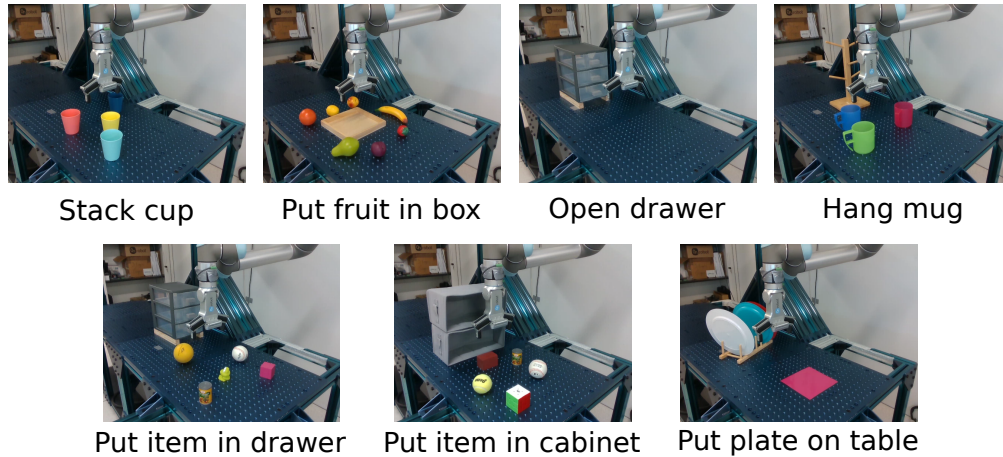 Stack cup
Put fruit in box
Open drawer
Hang mug
Put item in drawer
Put item in cabinet
Put plate on table